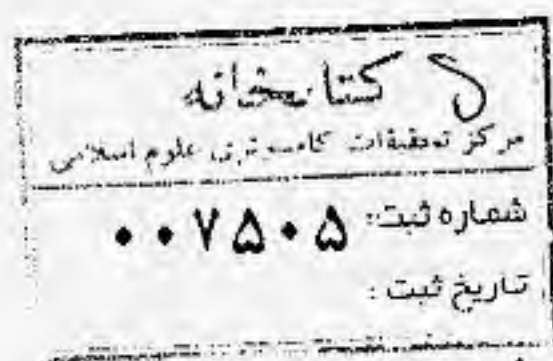 کتابخانه
مرکز تحقیقات کامپیوتری علوم اسلامی
شماره ثبت: ۰۰۷۵۰۵
تاریخ ثبت: